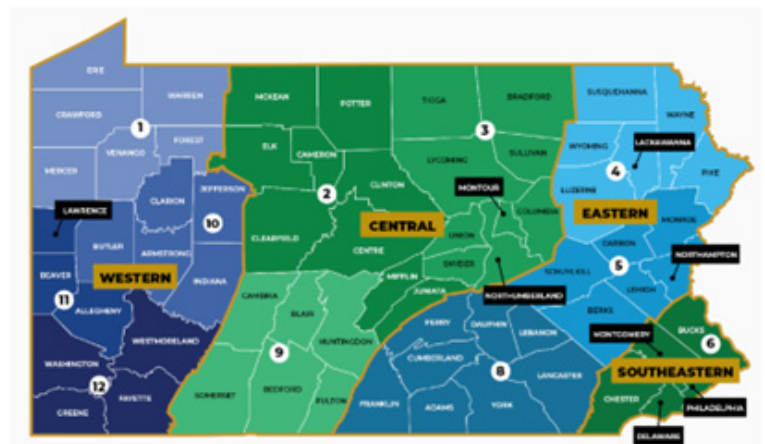 ERIE
WARREN
CRAWFORD
1
FOREST
VENANGO
MERCER
CLARION
JEFFERSON
LAWRENCE
10
BUTLER
ARMSTRONG
WESTERN
INDIANA
BEAVER
11
ALLEGHENY
WESTMORELAND
WASHINGTON
12
GREENE
FAYETTE
MCKEAN
POTTER
TIOGA
BRADFORD
3
ELK
CAMERON
LYCOMING
SULLIVAN
2
CLINTON
MONTOUR
COLUMBIA
CLEARFIELD
CENTRAL
CENTRE
UNION
SNYDER
MIFFLIN
JUNIATA
NORTHUMBERLAND
CAMBRIA
BLAIR
HUNTINGDON
9
SOMERSET
BEDFORD
FULTON
SUSQUEHANNA
WAYNE
WYOMING
LACKAWANNA
4
PIKE
LUZERNE
EASTERN
MONROE
CARBON
NORTHAMPTON
5
SCHUYLKILL
LEHIGH
BERKS
PERRY
DAUPHIN
LEBANON
CUMBERLAND
8
LANCASTER
FRANKLIN
ADAMS
YORK
MONTGOMERY
BUCKS
6
SOUTHEASTERN
CHESTER
PHILADELPHIA
DELAWARE